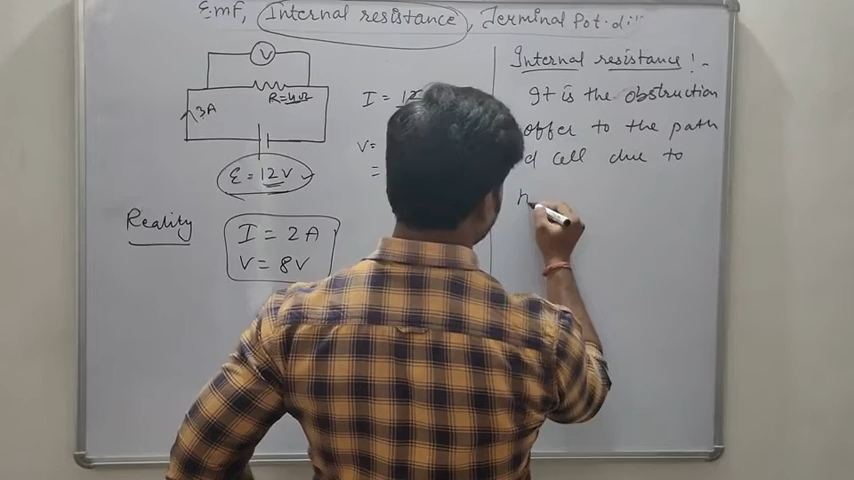 Emf, Internal resistance, Terminal Pot. diff
V
R=4Ω
3A
ε = 12V
I = 12
V=
=
Reality
I = 2A
V = 8V
Internal resistance :-
It is the obstruction
offer to the path
cell due to